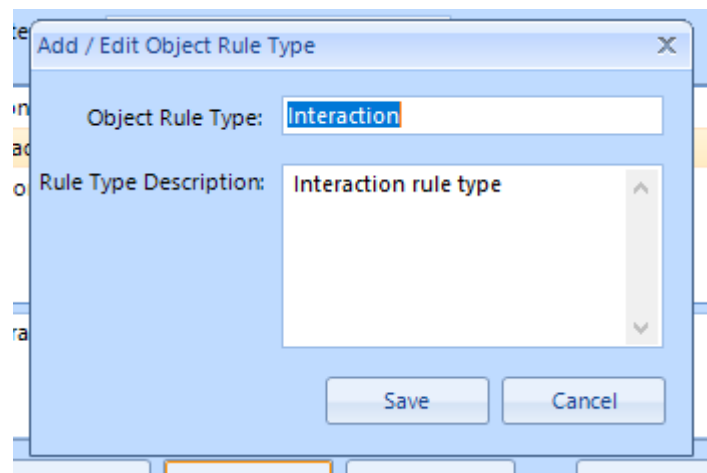 Add / Edit Object Rule Type
Object Rule Type: Interaction
Rule Type Description: Interaction rule type
Save Cancel